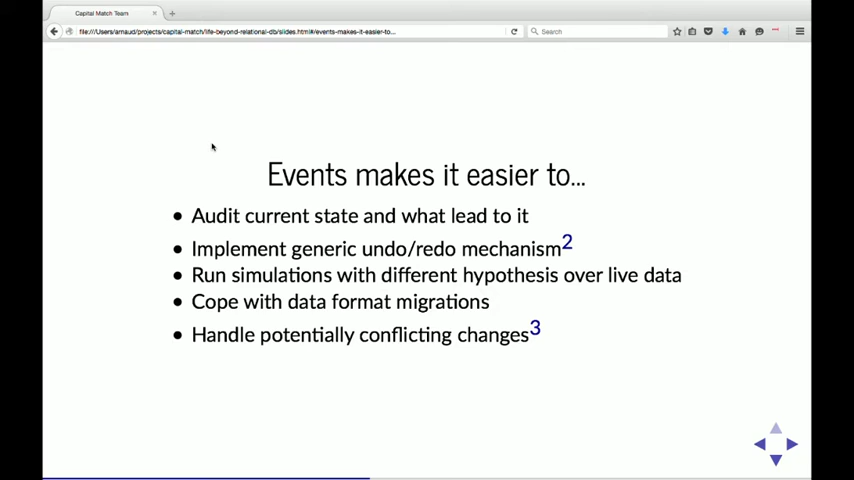 Capital Match Team
file:///Users/arnaud/projects/capital-match/life-beyond-relational-db/slides.html#/events-makes-it-easier-to...
Search
Events makes it easier to...
Audit current state and what lead to it
Implement generic undo/redo mechanism2
Run simulations with different hypothesis over live data
Cope with data format migrations
Handle potentially conflicting changes3